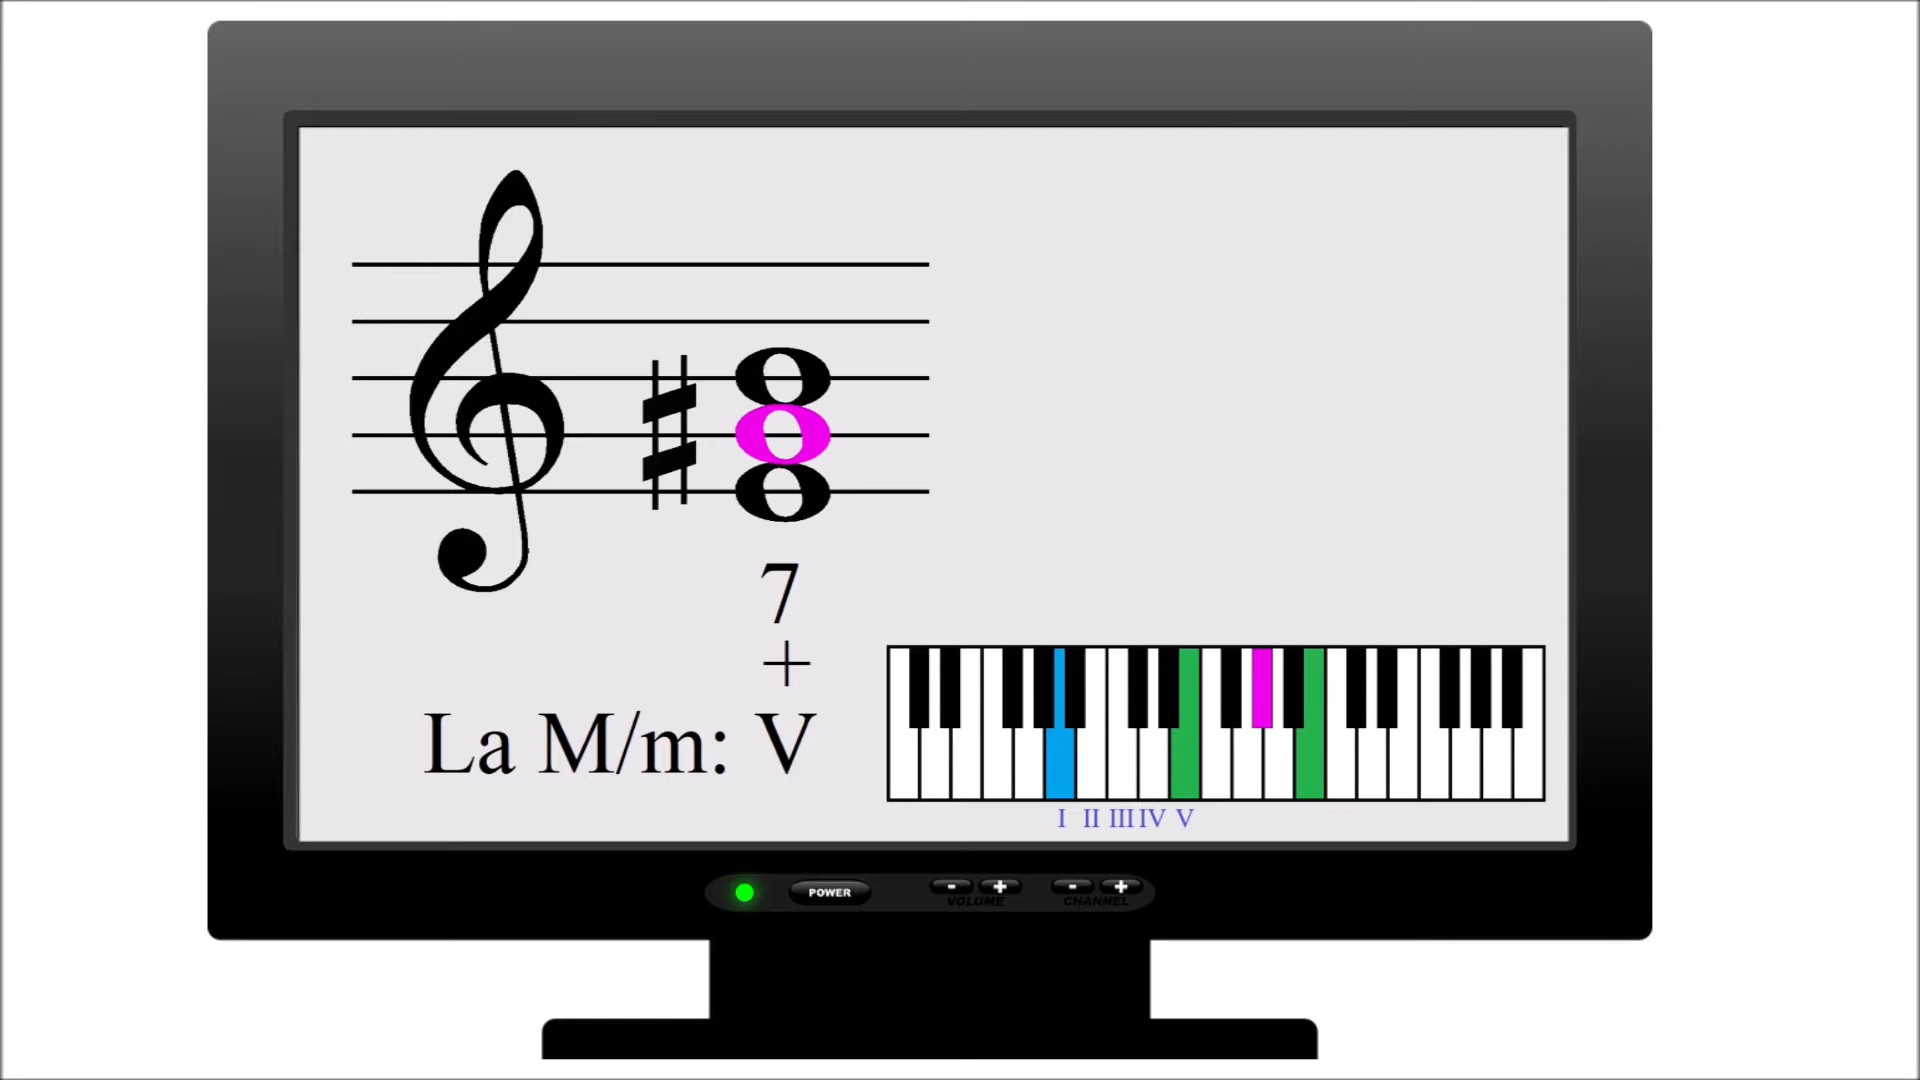 7
+
La M/m: V
I II III IV V
POWER
- + - +
VOLUME CHANNEL